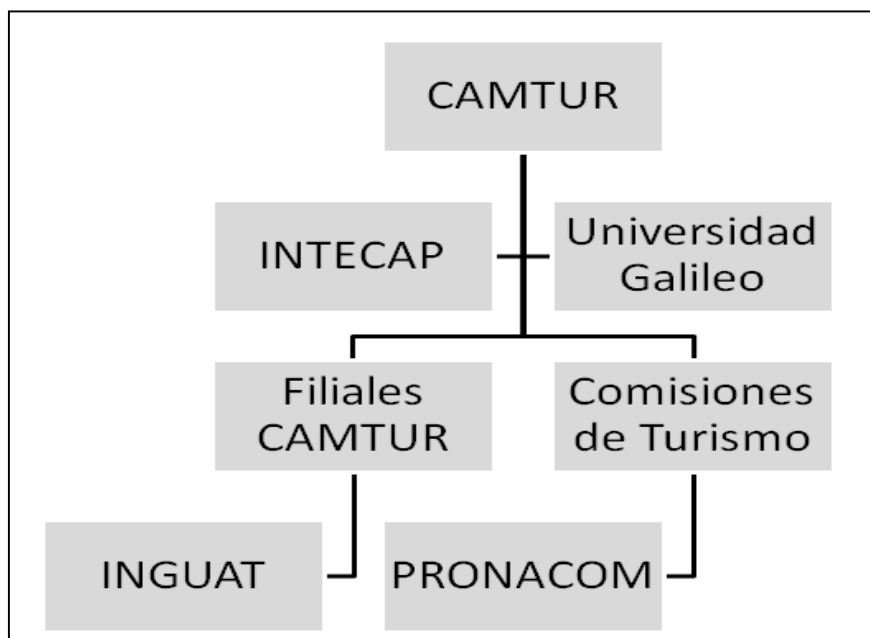 CAMTUR
INTECAP
Universidad
Galileo
Filiales
CAMTUR
Comisiones
de Turismo
INGUAT
PRONACOM